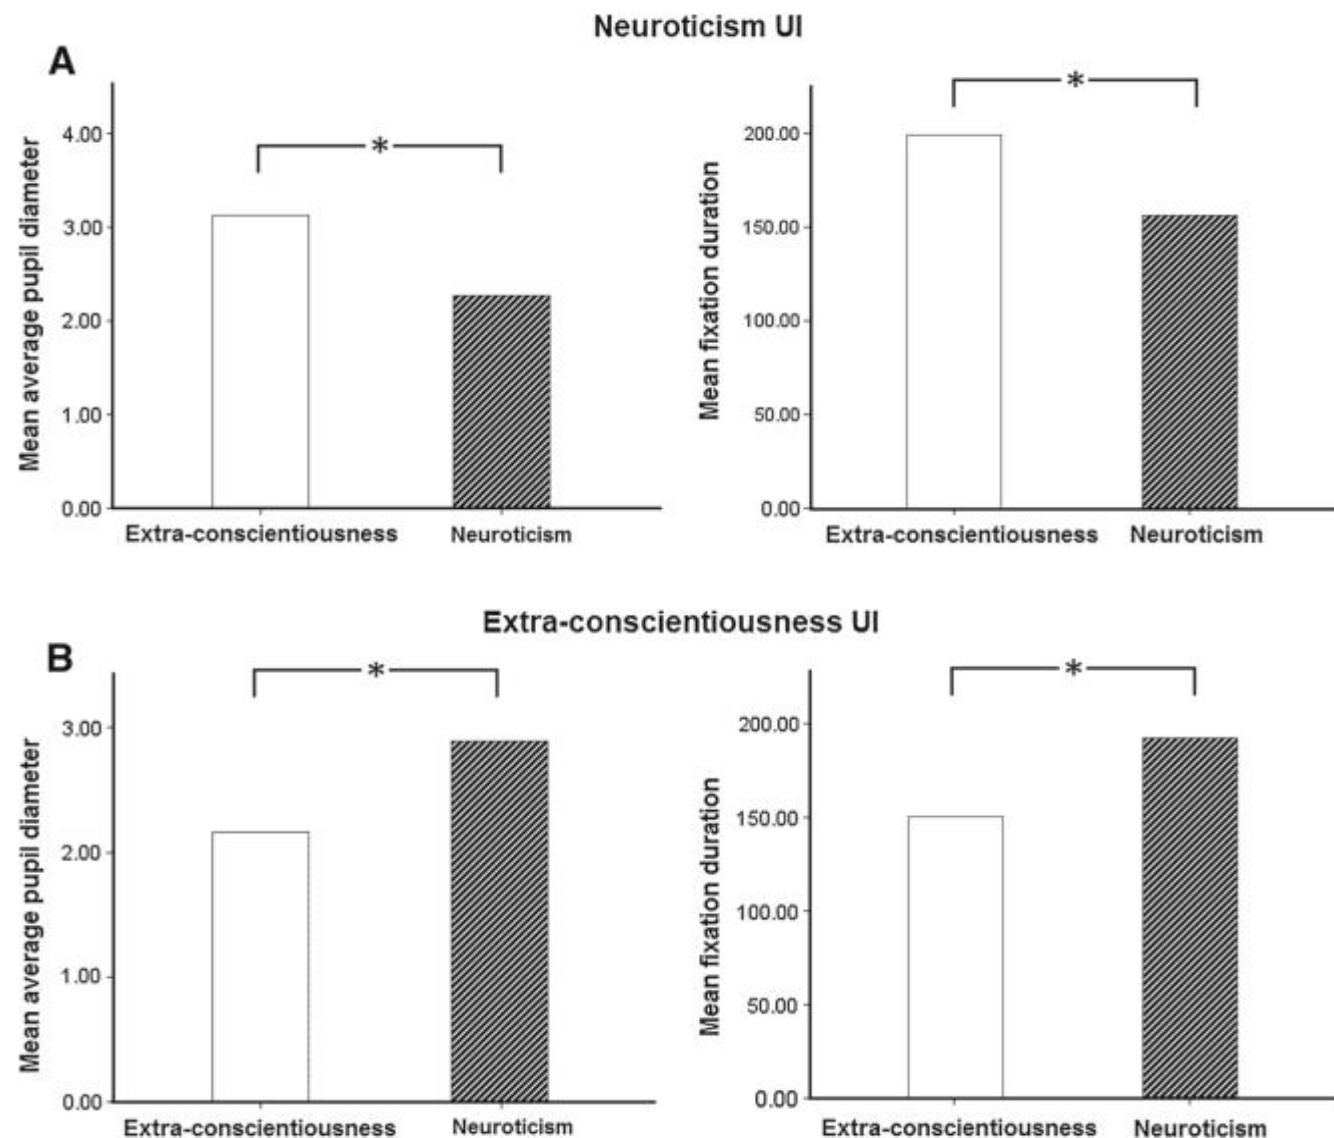 Neuroticism UI
A
Mean average pupil diameter
4.00
3.00
2.00
1.00
0.00
*
Extra-conscientiousness
Neuroticism
Mean fixation duration
200.00
150.00
100.00
50.00
0.00
*
Extra-conscientiousness
Neuroticism
Extra-conscientiousness UI
B
Mean average pupil diameter
3.00
2.00
1.00
0.00
*
Extra-conscientiousness
Neuroticism
Mean fixation duration
200.00
150.00
100.00
50.00
0.00
*
Extra-conscientiousness
Neuroticism